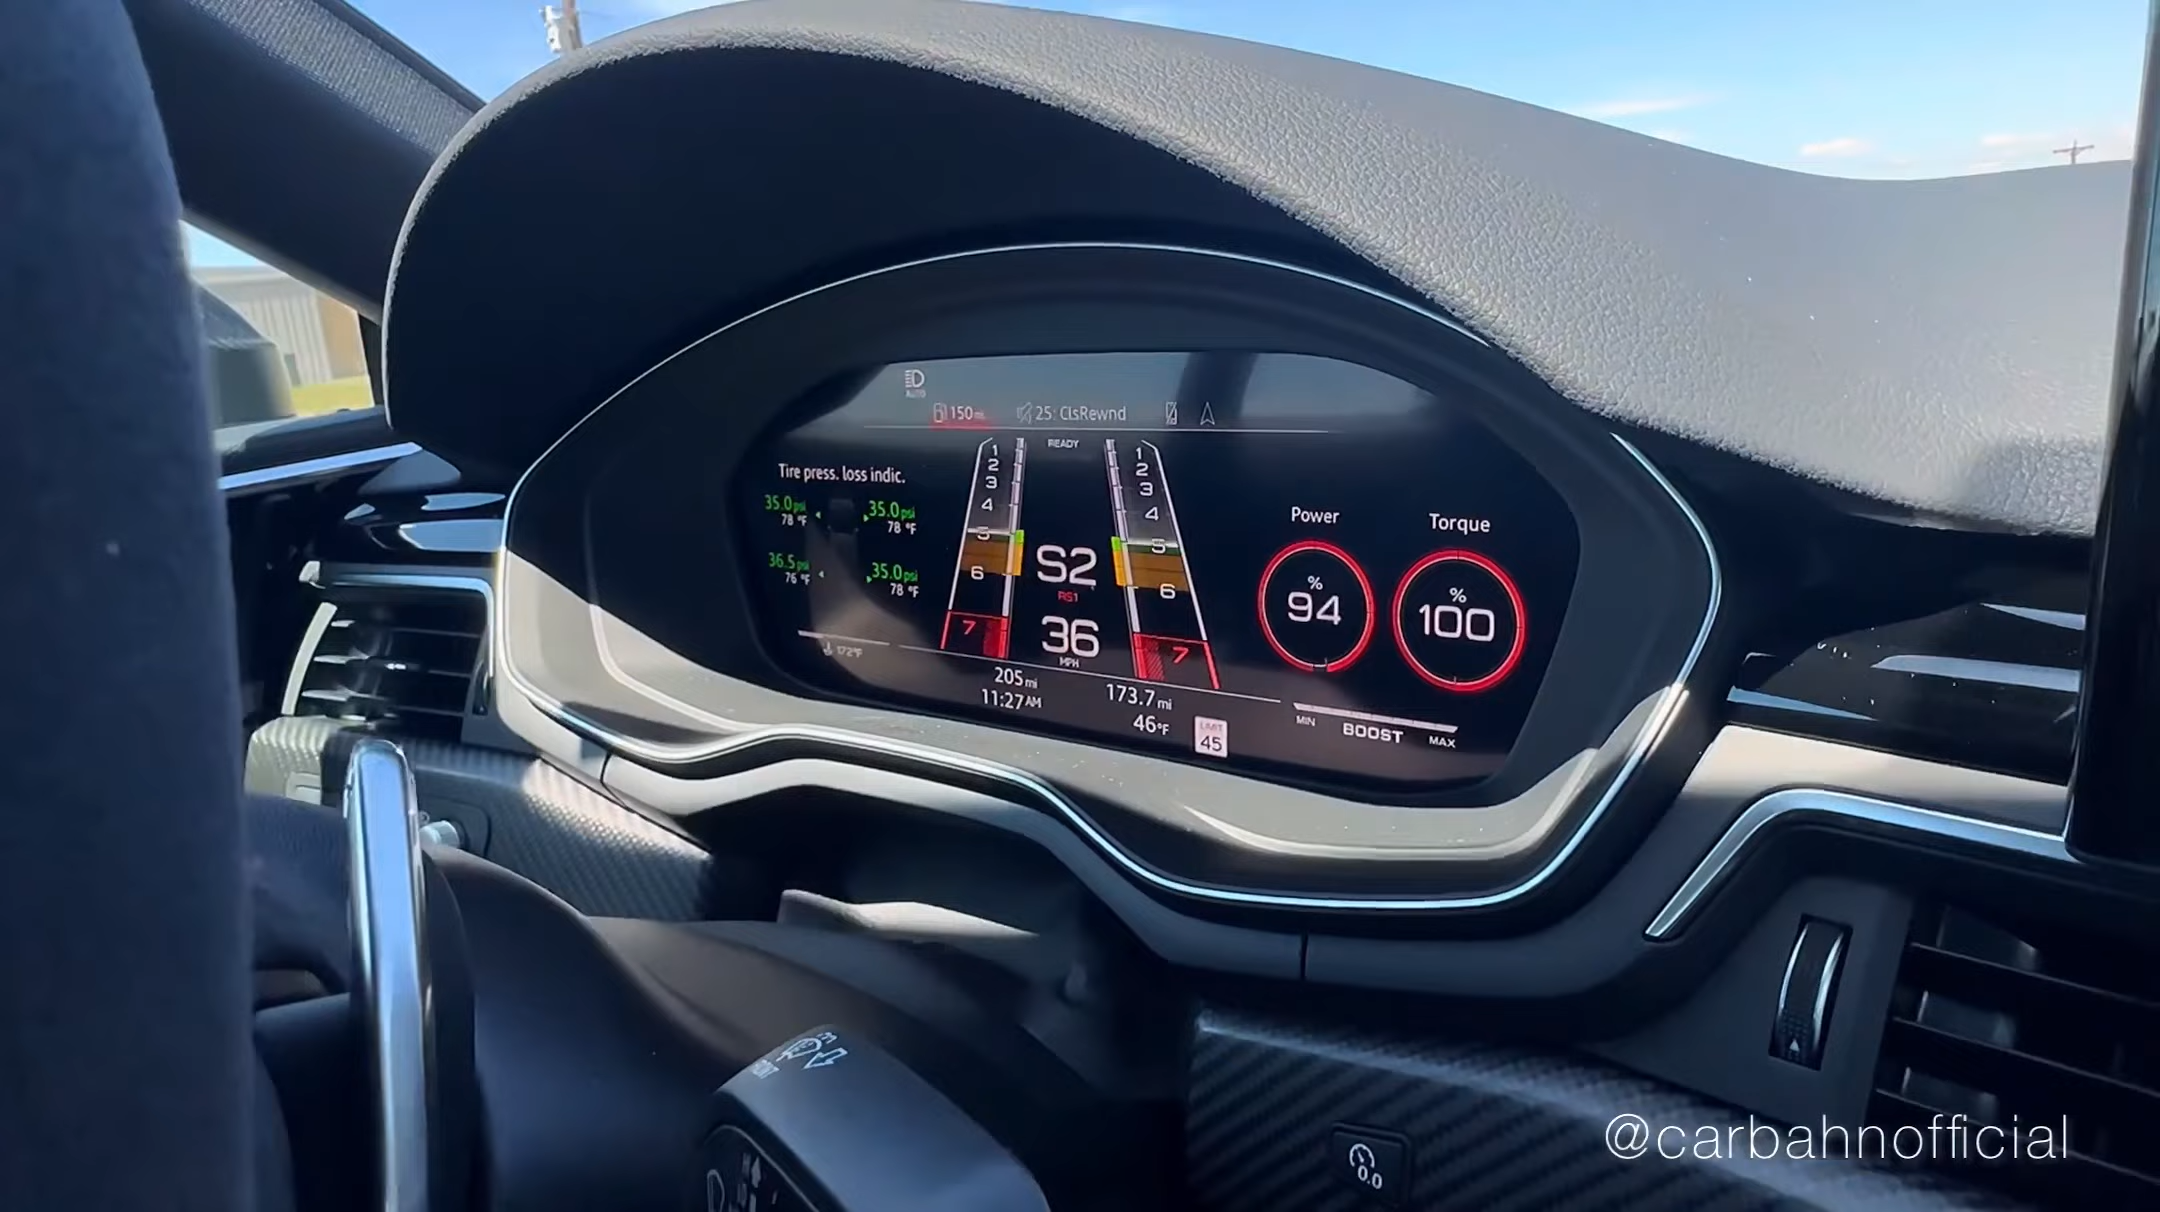 AUTO
150 mi
25: ClsRewnd
READY
1
2
3
4
5
6
7
1
2
3
4
5
6
7
Tire press. loss indic.
35.0 psi
78 °F
35.0 psi
78 °F
36.5 psi
76 °F
35.0 psi
78 °F
172°F
S2
RS1
36
MPH
Power
%
94
Torque
%
100
205 mi
11:27 AM
173.7 mi
46 °F
LIMIT
45
MIN
BOOST
MAX
0.0
@carbahnofficial